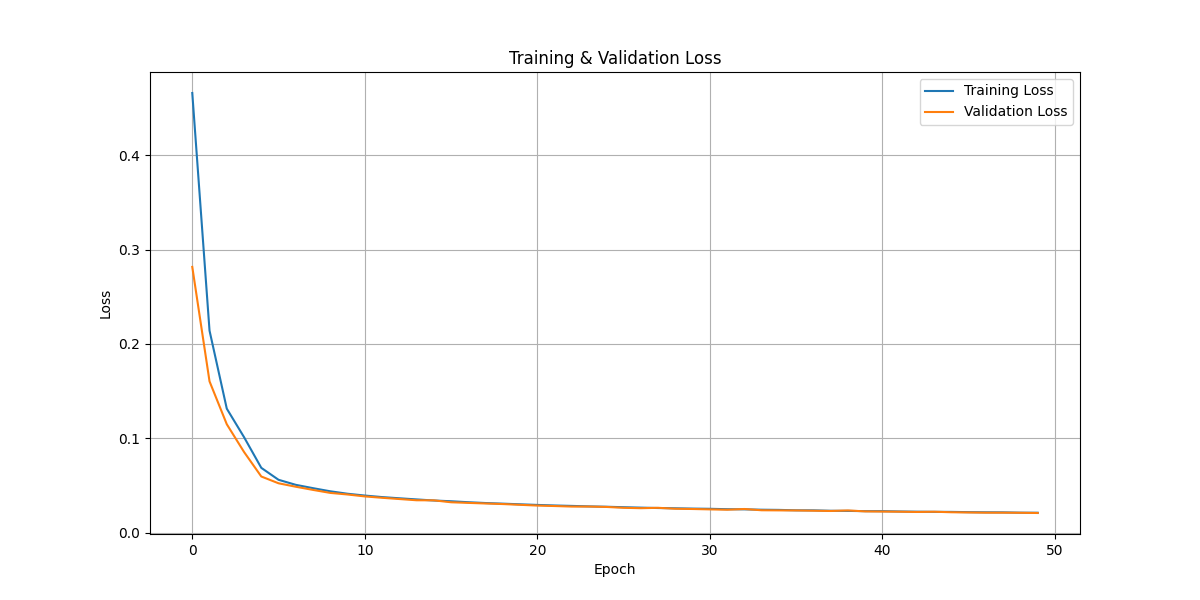 Training & Validation Loss
Training Loss
Validation Loss
Loss
0.4
0.3
0.2
0.1
0.0
0 10 20 30 40 50
Epoch